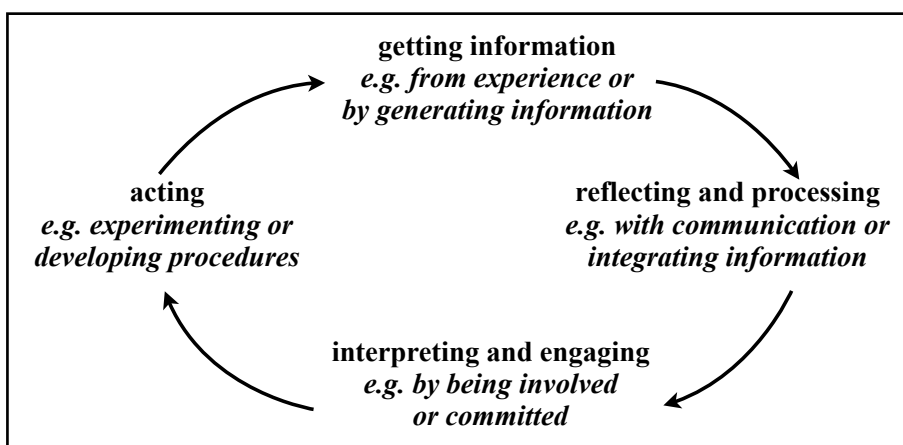 getting information
e.g. from experience or
by generating information
acting
e.g. experimenting or
developing procedures
reflecting and processing
e.g. with communication or
integrating information
interpreting and engaging
e.g. by being involved
or committed